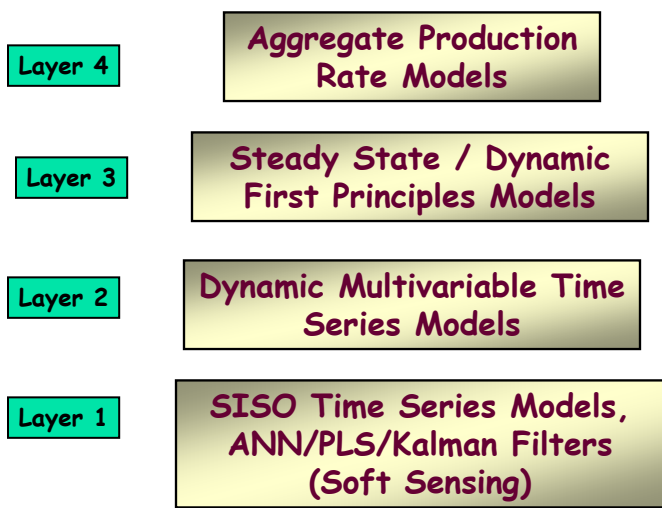 Layer 4
Aggregate Production
Rate Models
Layer 3
Steady State / Dynamic
First Principles Models
Layer 2
Dynamic Multivariable Time
Series Models
Layer 1
SISO Time Series Models,
ANN/PLS/Kalman Filters
(Soft Sensing)